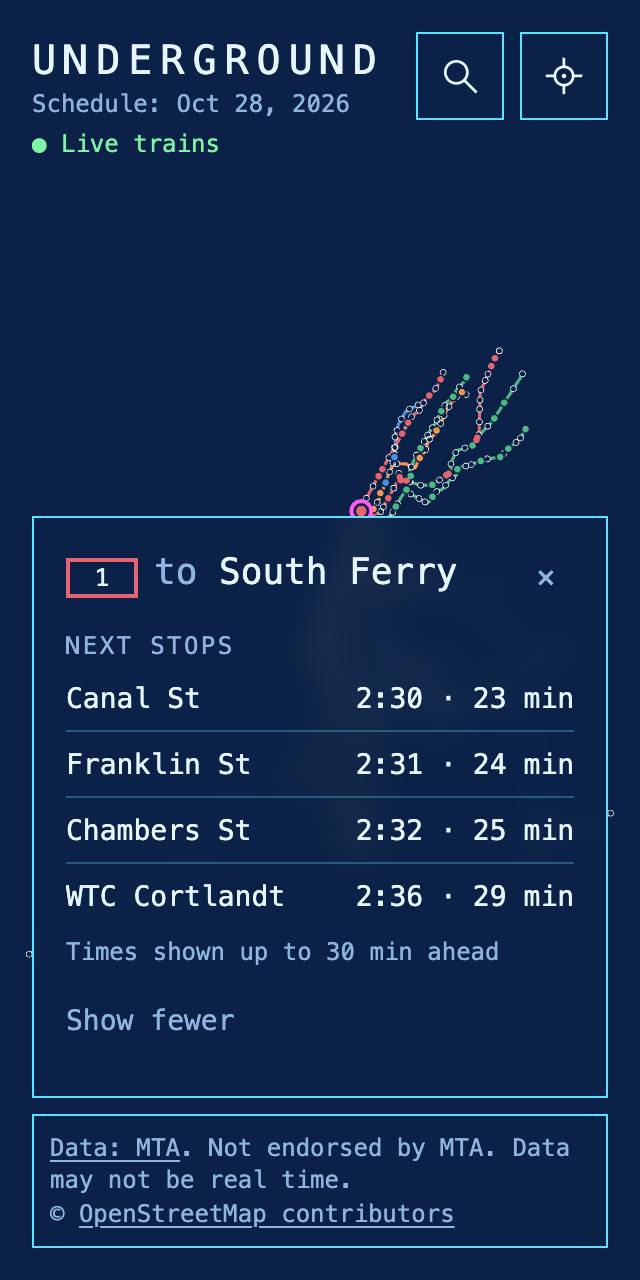 UNDERGROUND
Schedule: Oct 28, 2026
● Live trains
1 to South Ferry ×
NEXT STOPS
Canal St 2:30 · 23 min
Franklin St 2:31 · 24 min
Chambers St 2:32 · 25 min
WTC Cortlandt 2:36 · 29 min
Times shown up to 30 min ahead
Show fewer
Data: MTA. Not endorsed by MTA. Data
may not be real time.
© OpenStreetMap contributors